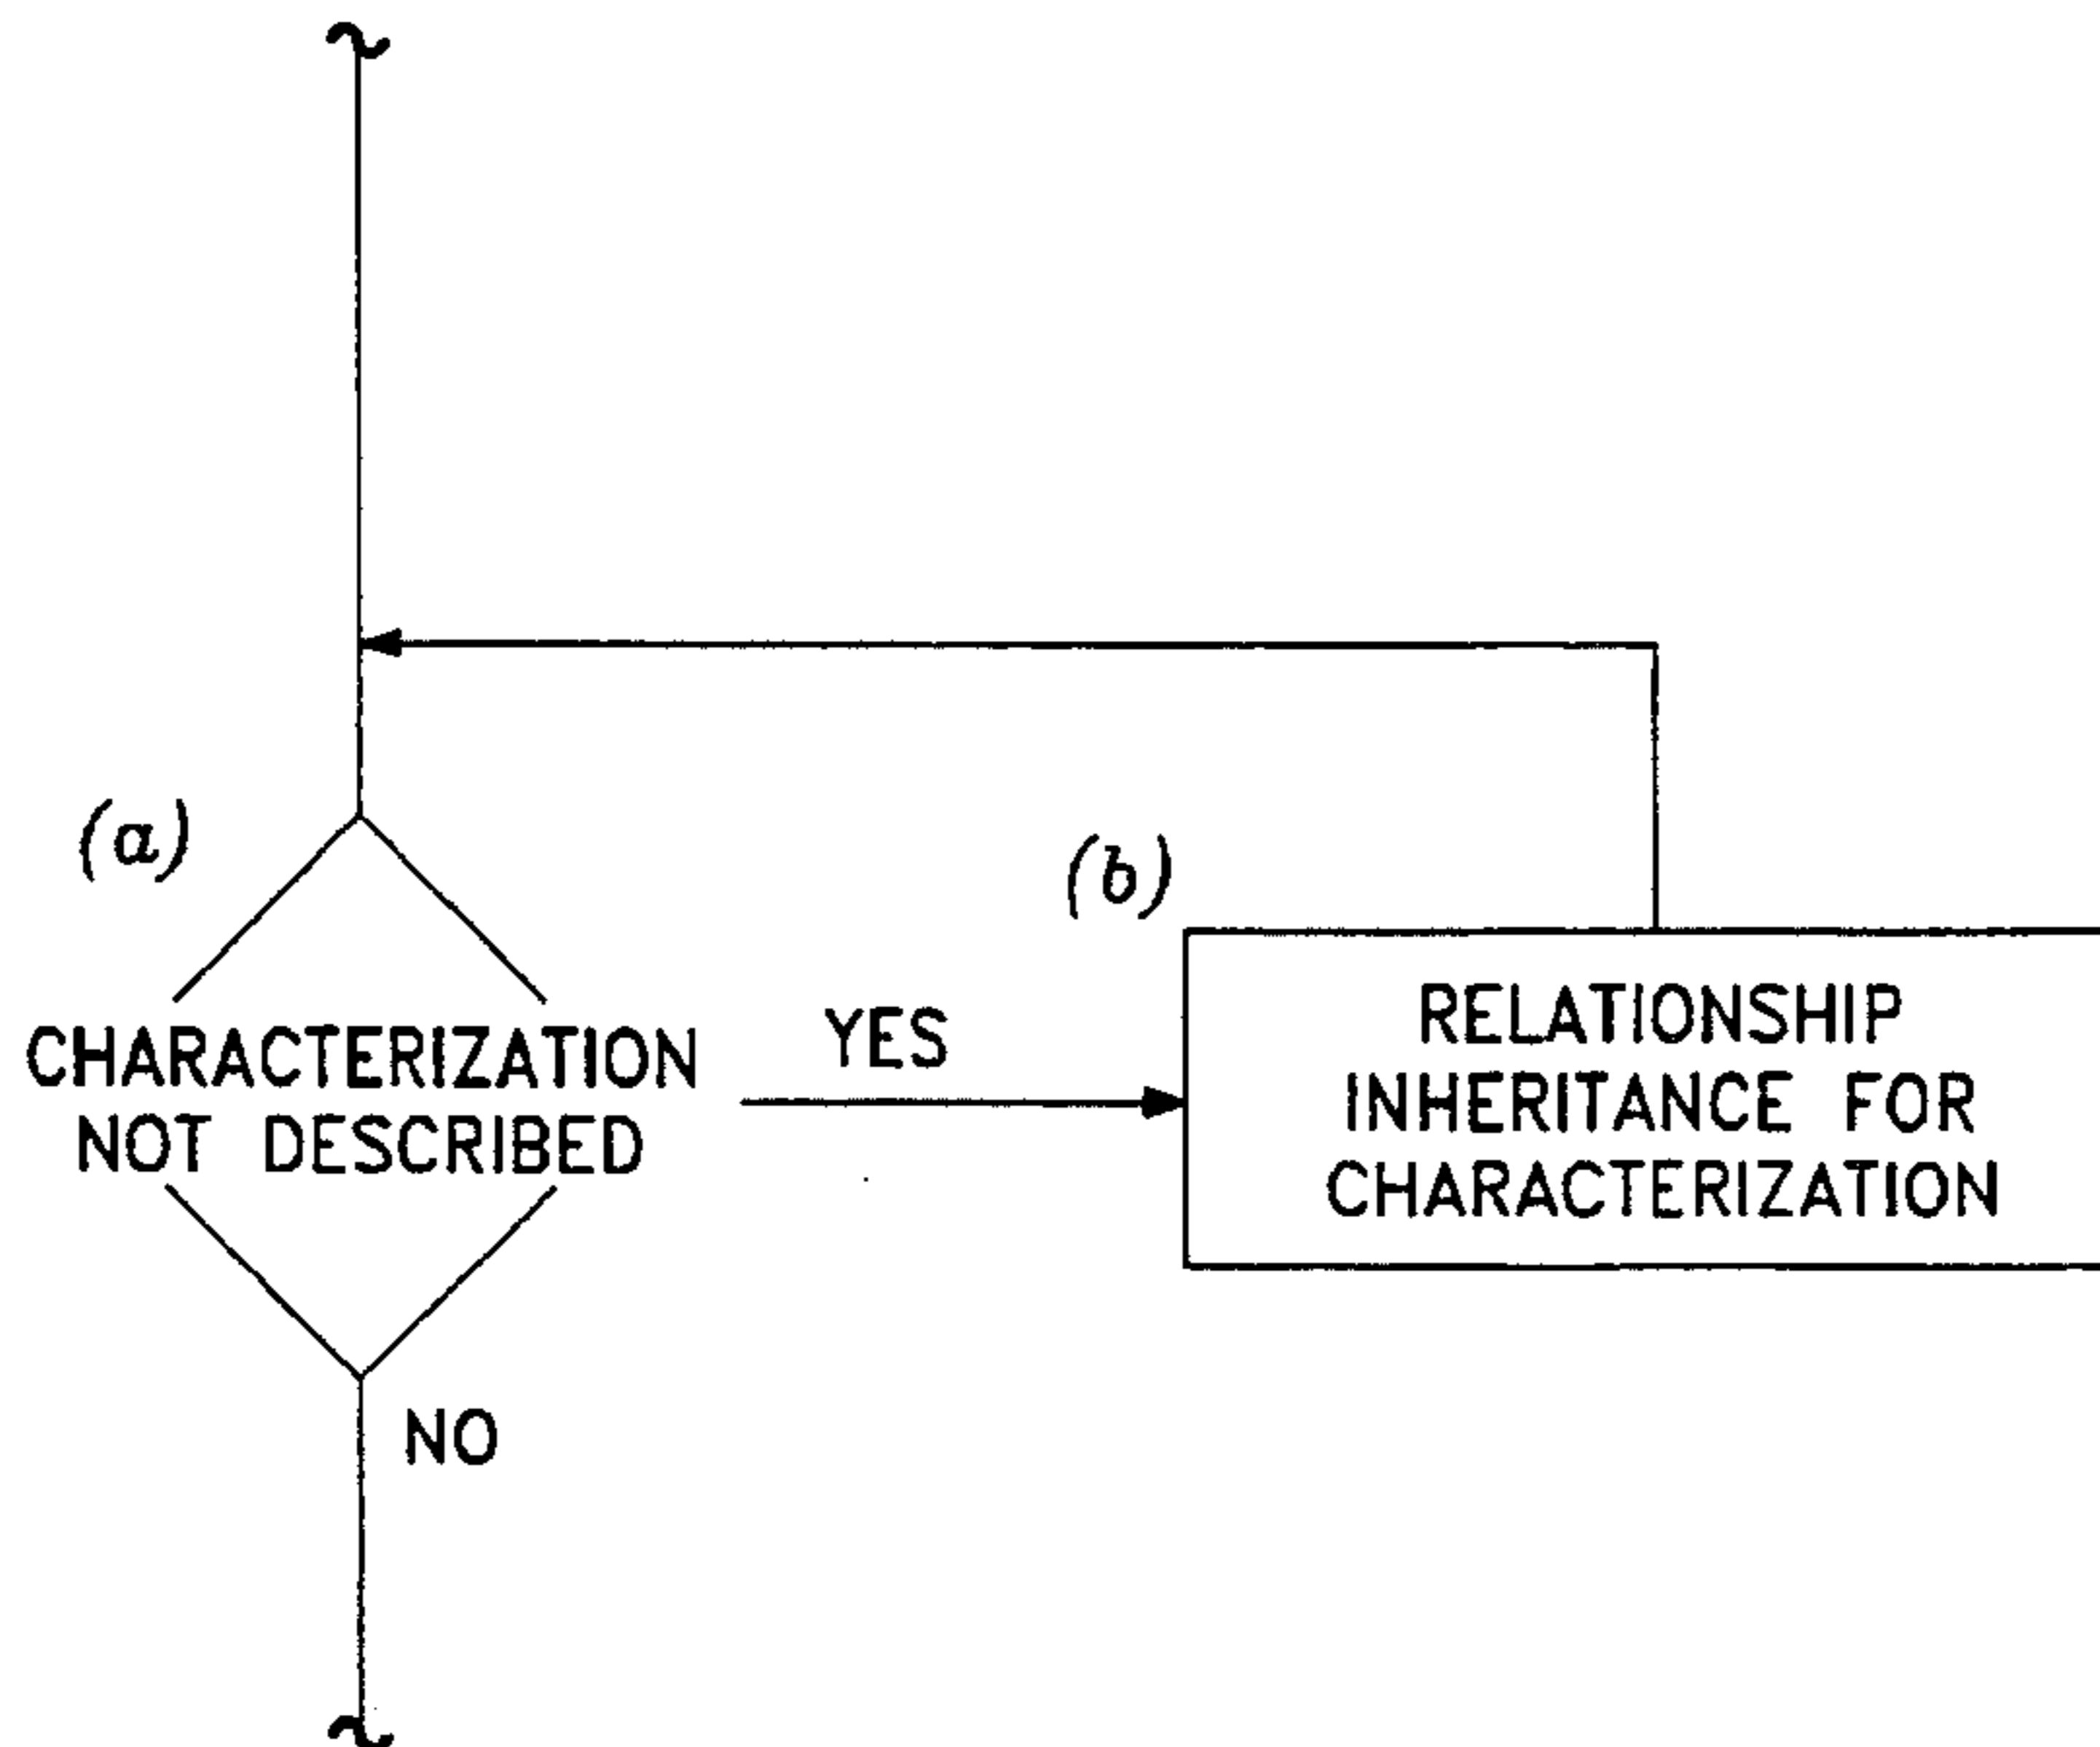 (a)
CHARACTERIZATION
NOT DESCRIBED
YES
(b)
RELATIONSHIP
INHERITANCE FOR
CHARACTERIZATION
NO